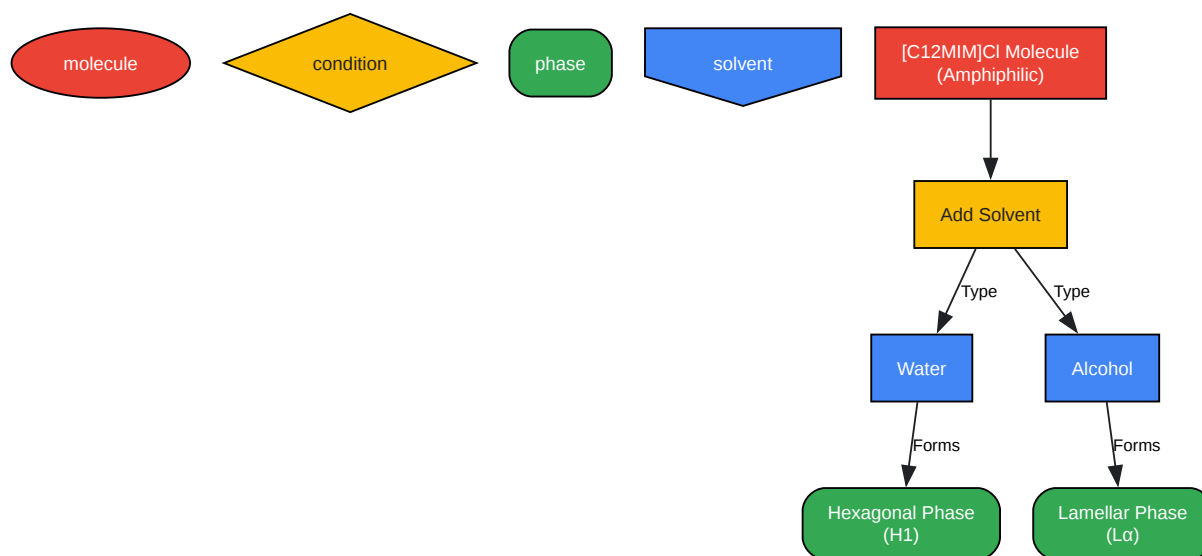 molecule
condition
phase
solvent
[C12MIM]Cl Molecule
(Amphiphilic)
Add Solvent
Type
Type
Water
Alcohol
Forms
Forms
Hexagonal Phase
(H1)
Lamellar Phase
(Lα)